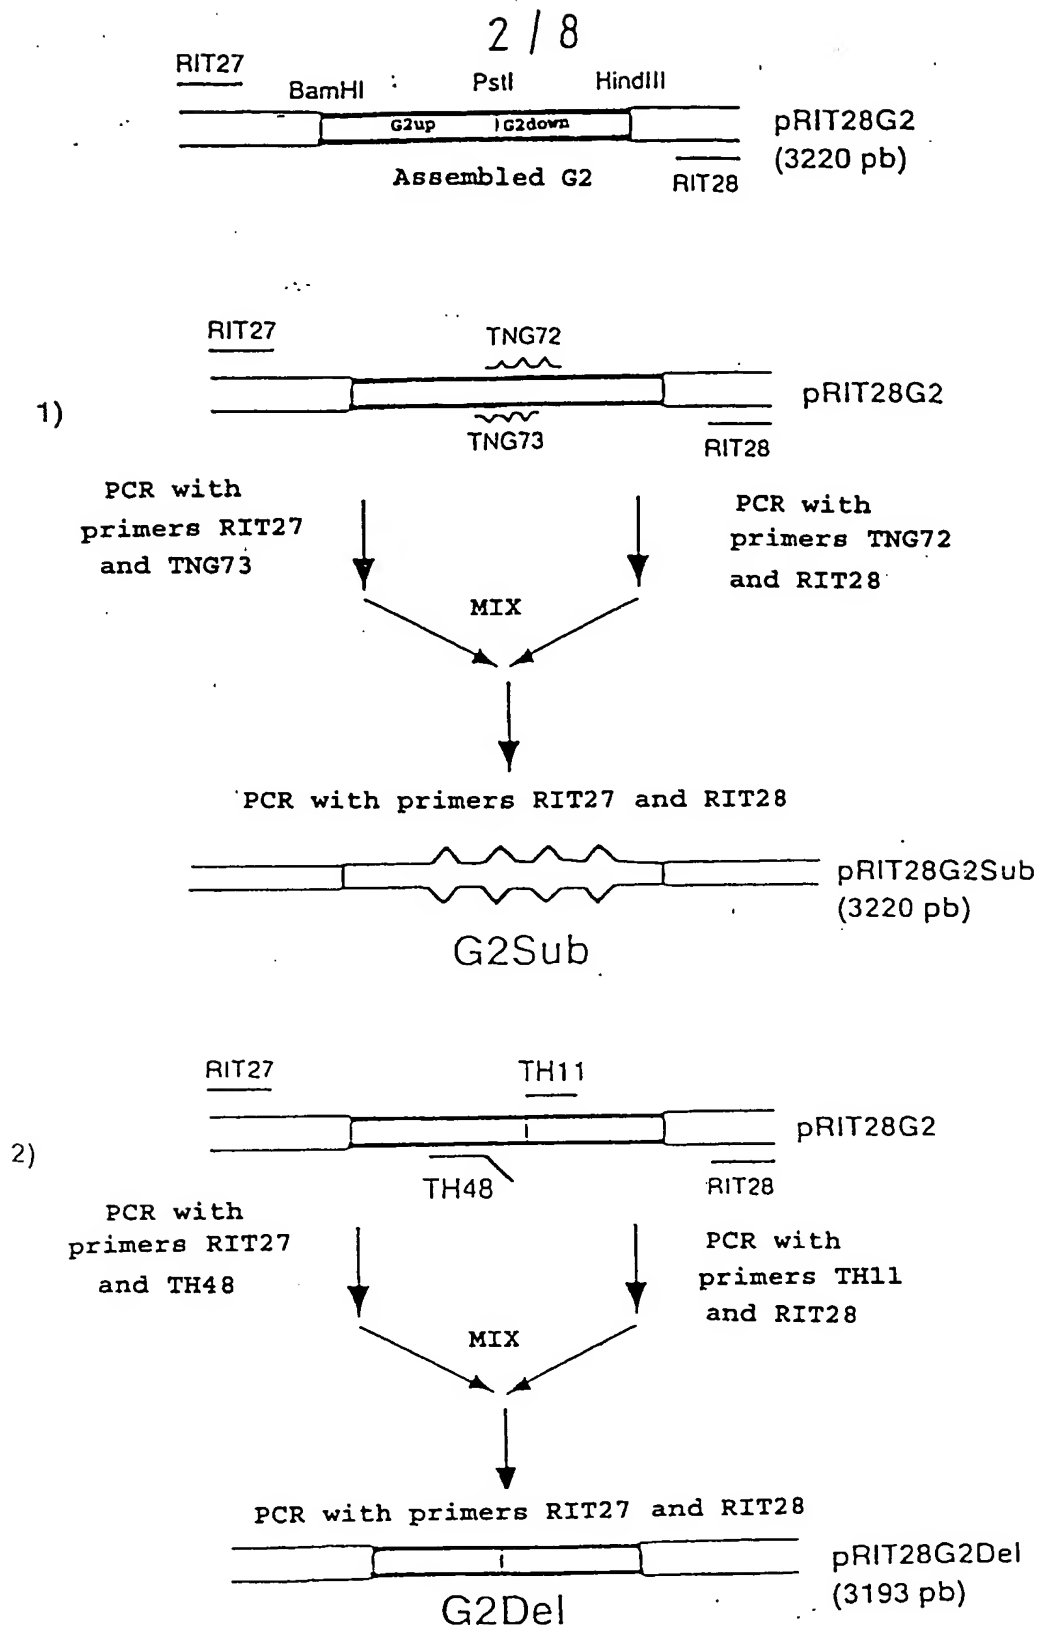 2 / 8
RIT27
BamHI PstI HindIII
G2up G2down
pRIT28G2
(3220 pb)
Assembled G2
RIT28
RIT27
TNG72
1)
pRIT28G2
TNG73
RIT28
PCR with
primers RIT27
and TNG73
PCR with
primers TNG72
and RIT28
MIX
PCR with primers RIT27 and RIT28
pRIT28G2Sub
(3220 pb)
G2Sub
RIT27
TH11
2)
pRIT28G2
TH48
RIT28
PCR with
primers RIT27
and TH48
PCR with
primers TH11
and RIT28
MIX
PCR with primers RIT27 and RIT28
pRIT28G2Del
(3193 pb)
G2Del